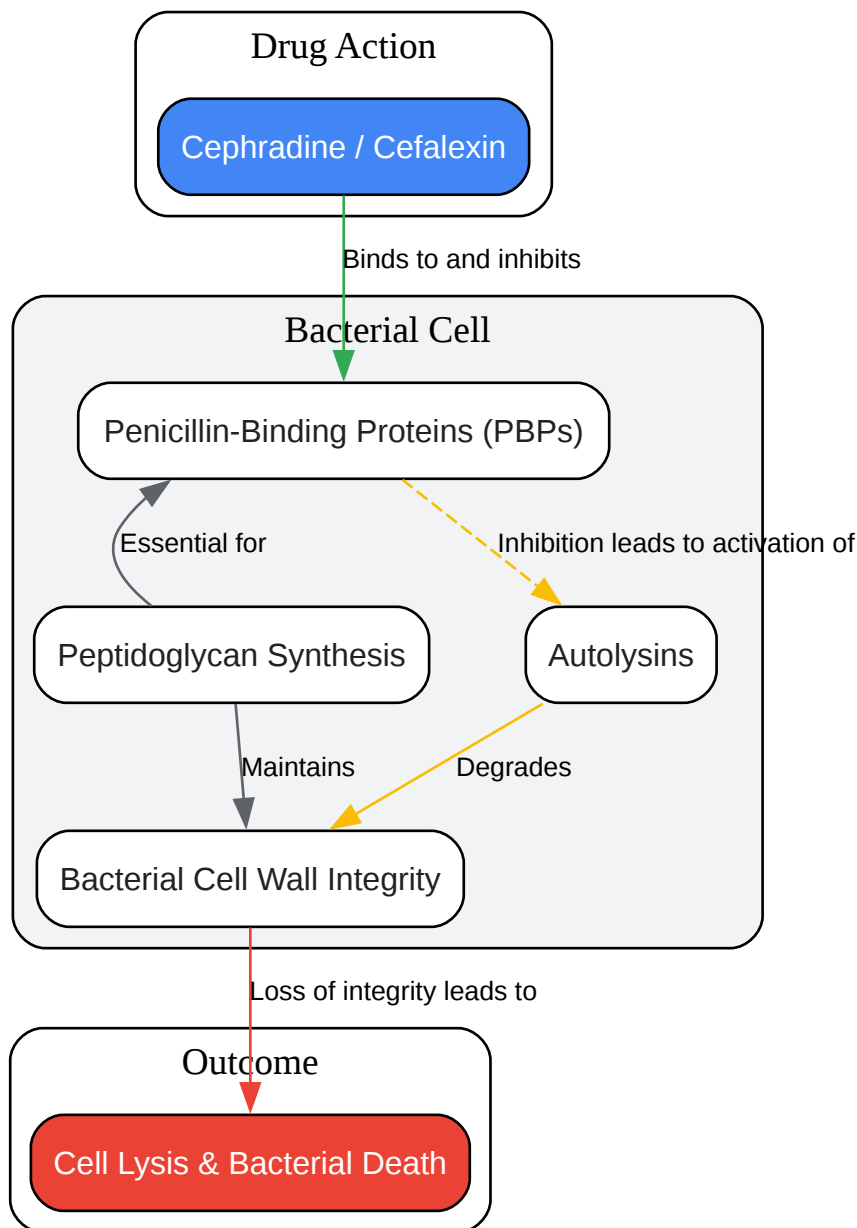 Drug Action
Cephradine / Cefalexin
Binds to and inhibits
Bacterial Cell
Penicillin-Binding Proteins (PBPs)
Essential for
Inhibition leads to activation of
Peptidoglycan Synthesis
Autolysins
Maintains
Degrades
Bacterial Cell Wall Integrity
Loss of integrity leads to
Outcome
Cell Lysis & Bacterial Death